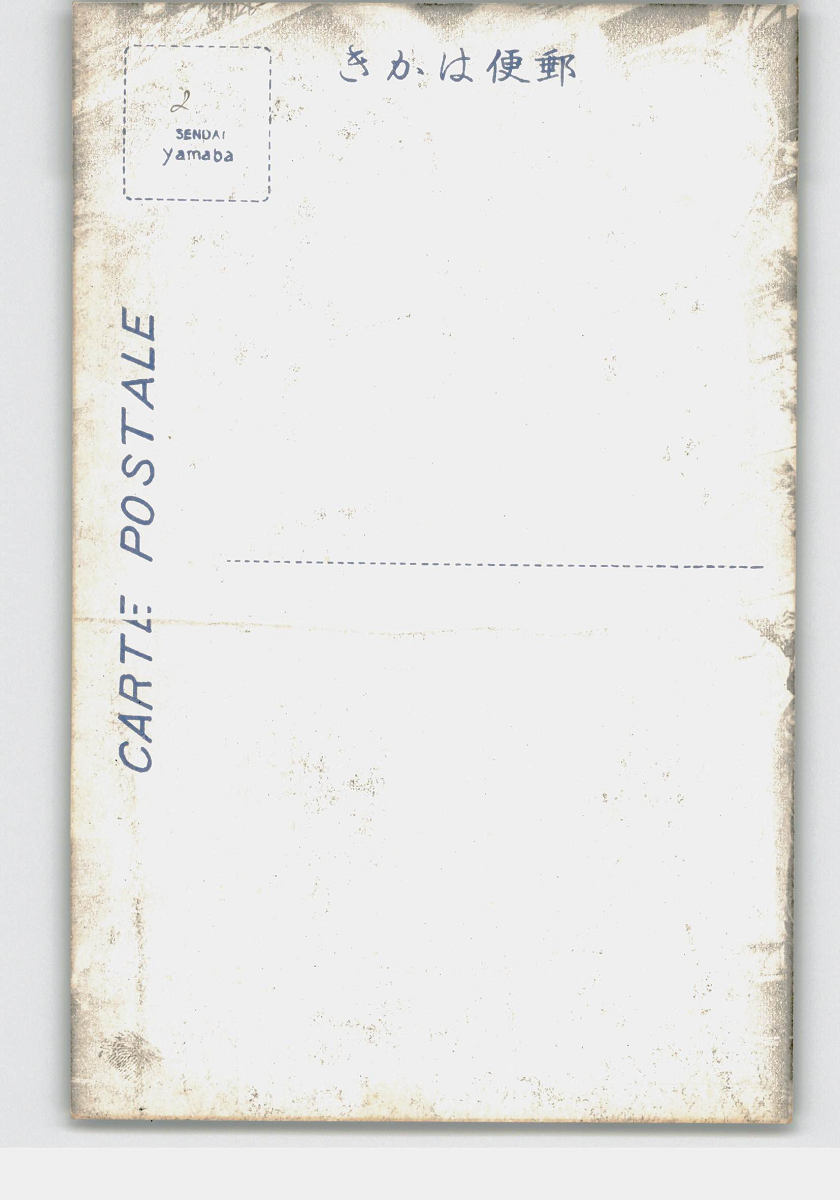 きかは便郵
2
SENDAI
yamaba
CARTE POSTALE